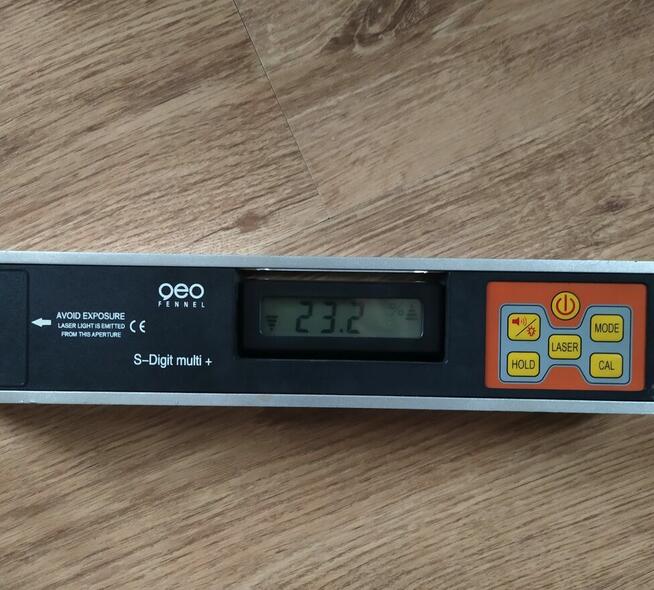 geo
FENNEL
AVOID EXPOSURE
LASER LIGHT IS EMITTED
FROM THIS APERTURE
CE
S-Digit multi +
23.2 %
MODE
LASER
HOLD
CAL